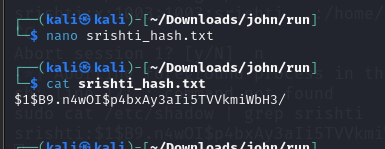 ┌──(kali㉿kali)-[~/Downloads/john/run]
└─$ nano srishti_hash.txt
┌──(kali㉿kali)-[~/Downloads/john/run]
└─$ cat srishti_hash.txt
$1$B9.n4wOI$p4bxAy3aIi5TVVkmiWbH3/